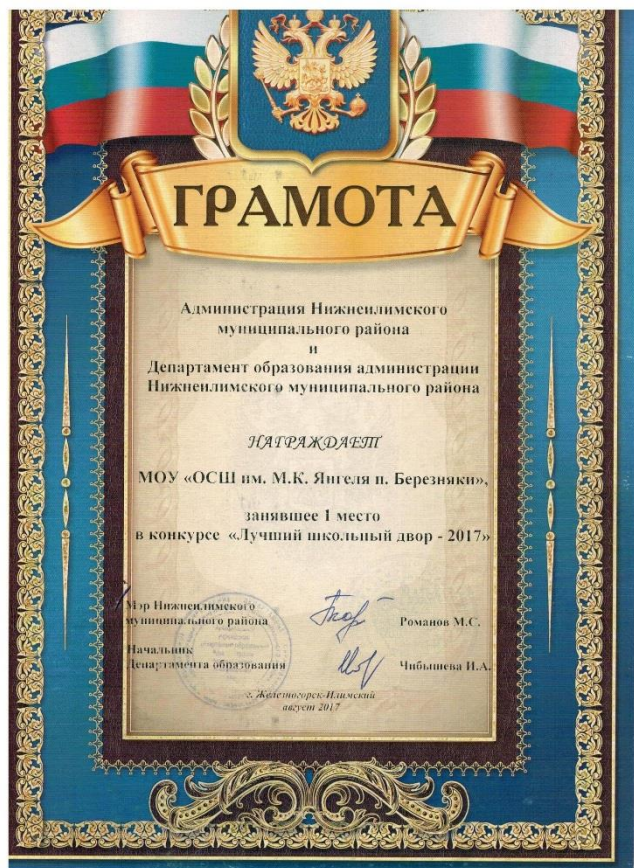 ГРАМОТА
Администрация Нижнеилимского
муниципального района
и
Департамент образования администрации
Нижнеилимского муниципального района
НАГРАЖДАЕТ
МОУ «ОСШ им. М.К. Янгеля п. Березняки»,
занявшее 1 место
в конкурсе «Лучший школьный двор - 2017»
Мэр Нижнеилимского
муниципального района
Романов М.С.
Начальник
Департамента образования
Чибышева И.А.
г. Железногорск-Илимский
август 2017